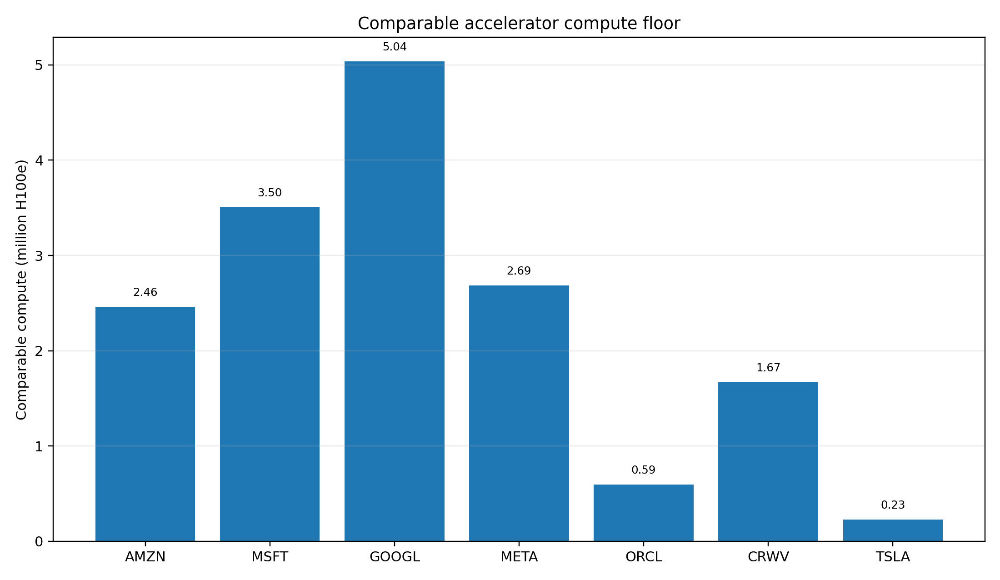 Comparable accelerator compute floor
Comparable compute (million H100e)
5
4
3
2
1
0
2.46
3.50
5.04
2.69
0.59
1.67
0.23
AMZN
MSFT
GOOGL
META
ORCL
CRWV
TSLA